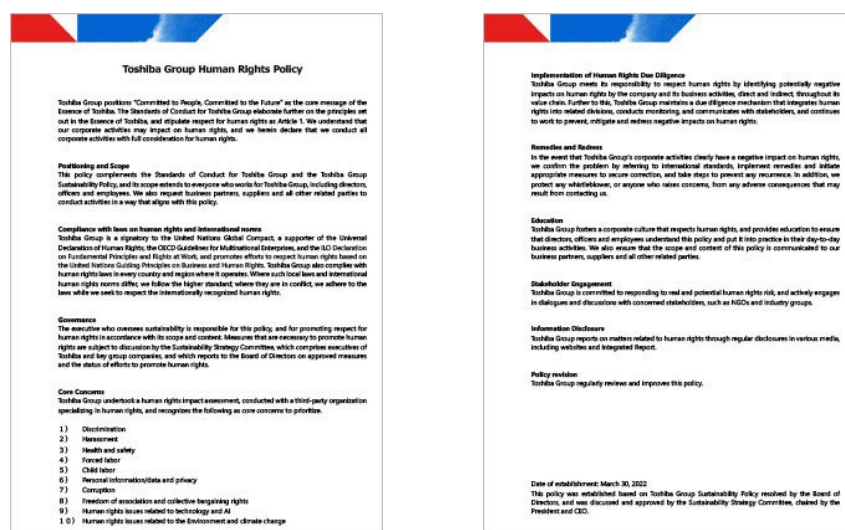 Toshiba Group Human Rights Policy
Toshiba Group positions "Committed to People, Committed to the Future" as the core message of the
Essence of Toshiba. The Standards of Conduct for Toshiba Group elaborate further on the principles set
out in the Essence of Toshiba, and stipulate respect for human rights as Article 1. We understand that
our corporate activities may impact on human rights, and we herein declare that we conduct all
corporate activities with full consideration for human rights.
Positioning and Scope
This policy complements the Standards of Conduct for Toshiba Group and the Toshiba Group
Sustainability Policy, and its scope extends to everyone who works for Toshiba Group, including directors,
officers and employees. We also request business partners, suppliers and all other related parties to
conduct activities in a way that aligns with this policy.
Compliance with laws on human rights and international norms
Toshiba Group is a signatory to the United Nations Global Compact, a supporter of the Universal
Declaration of Human Rights, the OECD Guidelines for Multinational Enterprises, and the ILO Declaration
on Fundamental Principles and Rights at Work, and promotes efforts to respect human rights based on
the United Nations Guiding Principles on Business and Human Rights. Toshiba Group also complies with
human rights laws in every country and region where it operates. Where such local laws and international
human rights norms differ, we follow the higher standard; where they are in conflict, we adhere to the
laws while we seek to respect the internationally recognized human rights.
Governance
The executive who oversees sustainability is responsible for this policy, and for promoting respect for
human rights in accordance with its scope and content. Measures that are necessary to promote human
rights are subject to discussion by the Sustainability Strategy Committee, which comprises executives of
Toshiba and key group companies, and which reports to the Board of Directors on approved measures
and the status of efforts to promote human rights.
Core Concerns
Toshiba Group undertook a human rights impact assessment, conducted with a third-party organization
specializing in human rights, and recognizes the following as core concerns to prioritize.
1) Discrimination
2) Harassment
3) Health and safety
4) Forced labor
5) Child labor
6) Personal information/data and privacy
7) Corruption
8) Freedom of association and collective bargaining rights
9) Human rights issues related to technology and AI
10) Human rights issues related to the Environment and climate change
Implementation of Human Rights Due Diligence
Toshiba Group meets its responsibility to respect human rights by identifying potentially negative
impacts on human rights by the company and its business activities, direct and indirect, throughout its
value chain. Further to this, Toshiba Group maintains a due diligence mechanism that integrates human
rights into related divisions, conducts monitoring, and communicates with stakeholders, and continues
to work to prevent, mitigate and redress negative impacts on human rights.
Remedies and Redress
In the event that Toshiba Group's corporate activities clearly have a negative impact on human rights,
we confirm the problem by referring to international standards, implement remedies and initiate
appropriate measures to secure correction, and take steps to prevent any recurrence. In addition, we
protect any whistleblower, or anyone who raises concerns, from any adverse consequences that may
result from contacting us.
Education
Toshiba Group fosters a corporate culture that respects human rights, and provides education to ensure
that directors, officers and employees understand this policy and put it into practice in their day-to-day
business activities. We also ensure that the scope and content of this policy is communicated to our
business partners, suppliers and all other related parties.
Stakeholder Engagement
Toshiba Group is committed to responding to real and potential human rights risk, and actively engages
in dialogues and discussions with concerned stakeholders, such as NGOs and industry groups.
Information Disclosure
Toshiba Group reports on matters related to human rights through regular disclosures in various media,
including websites and Integrated Report.
Policy revision
Toshiba Group regularly reviews and improves this policy.
Date of establishment: March 30, 2022
This policy was established based on Toshiba Group Sustainability Policy resolved by the Board of
Directors, and was discussed and approved by the Sustainability Strategy Committee, chaired by the
President and CEO.